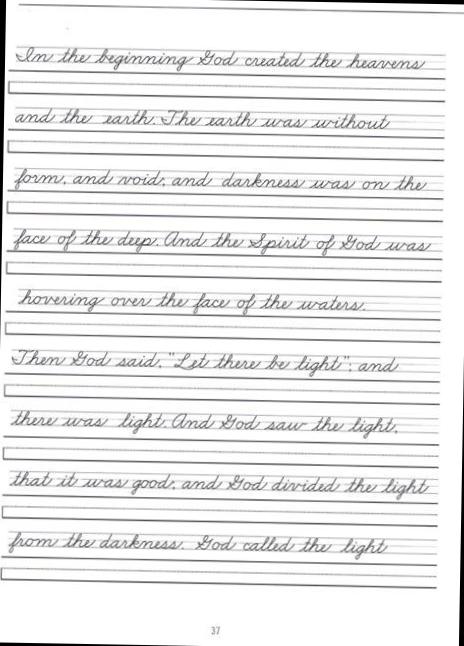 In the beginning God created the heavens
and the earth. The earth was without
form, and void; and darkness was on the
face of the deep. And the Spirit of God was
hovering over the face of the waters.
Then God said, "Let there be light"; and
there was light. And God saw the light,
that it was good; and God divided the light
from the darkness. God called the light
37